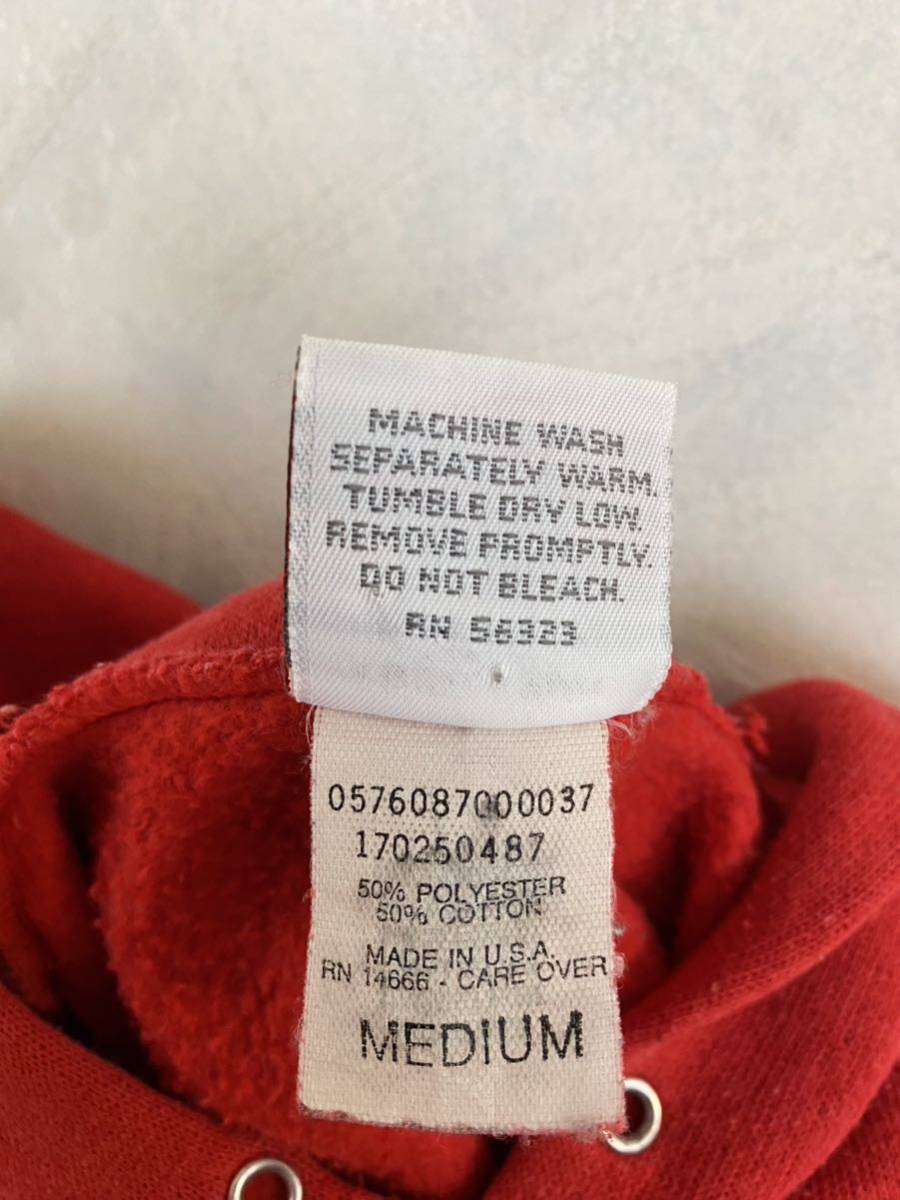 MACHINE WASH
SEPARATELY WARM.
TUMBLE DRY LOW.
REMOVE PROMPTLY.
DO NOT BLEACH.
RN 56323
0576087000037
170250487
50% POLYESTER
50% COTTON
MADE IN U.S.A.
RN 14666 - CARE OVER
MEDIUM